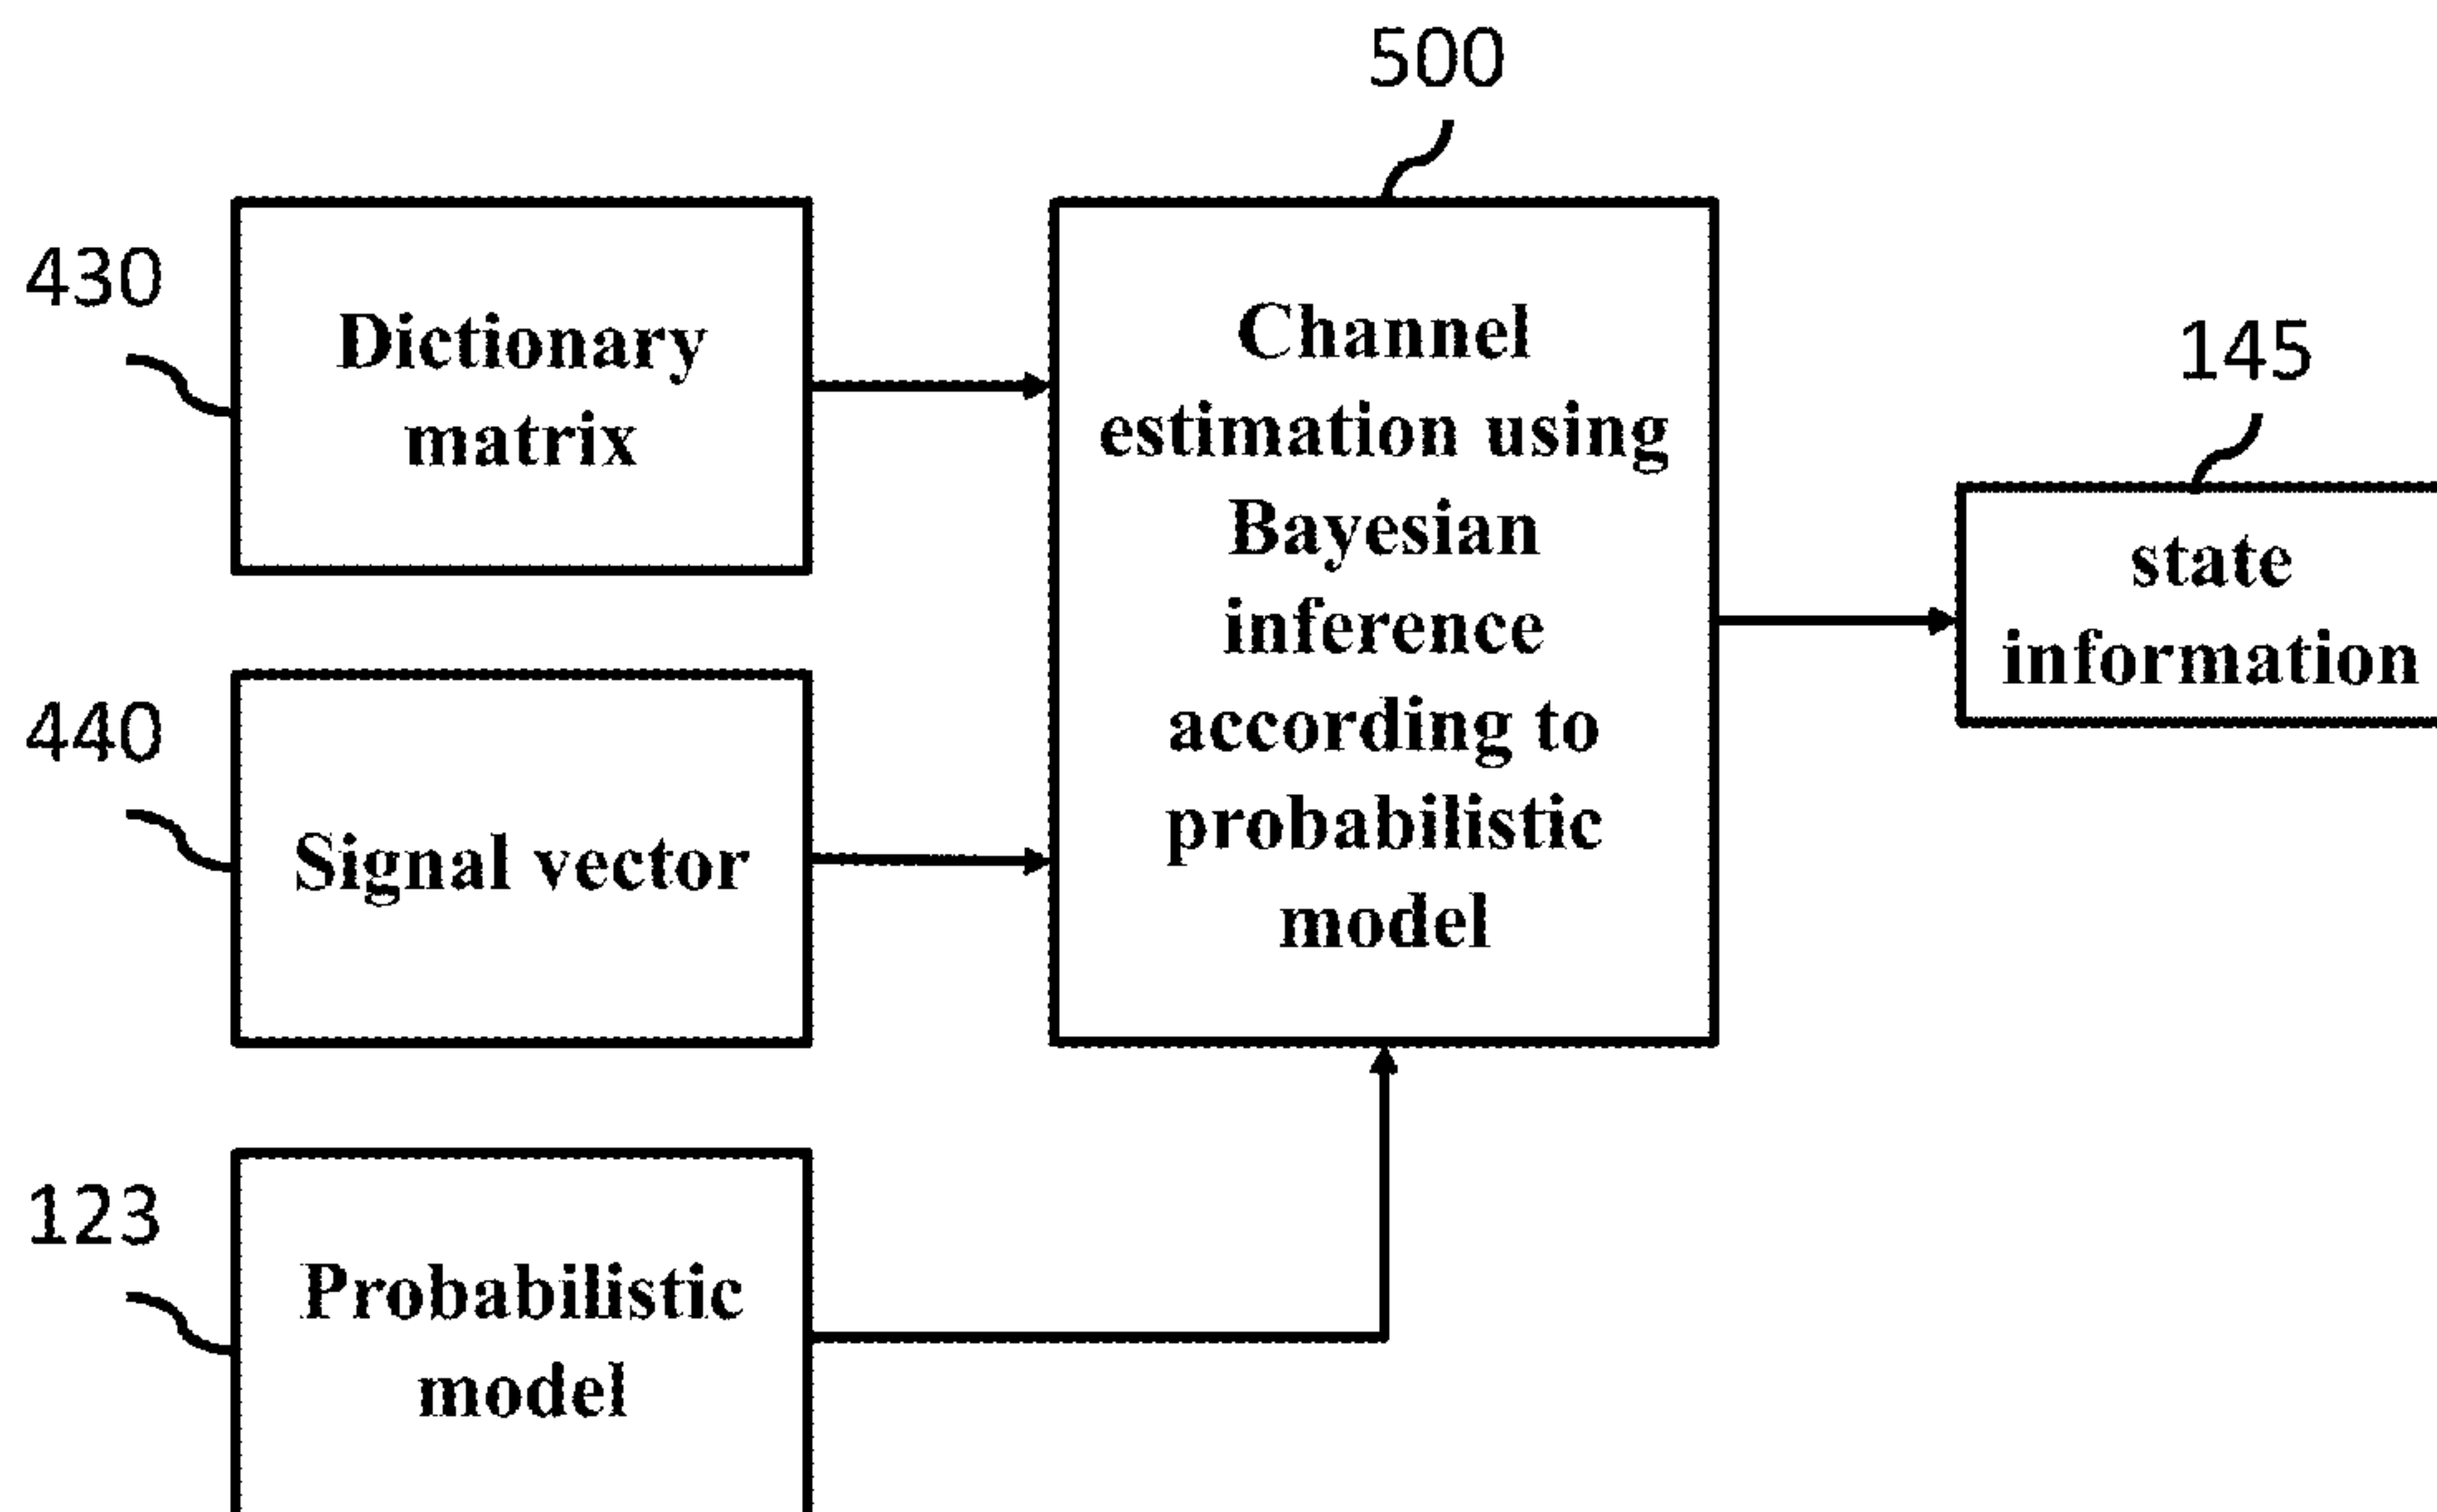 500
430
Dictionary
matrix
Channel
estimation using
Bayesian
inference
according to
probabilistic
model
145
state
information
440
Signal vector
123
Probabilistic
model